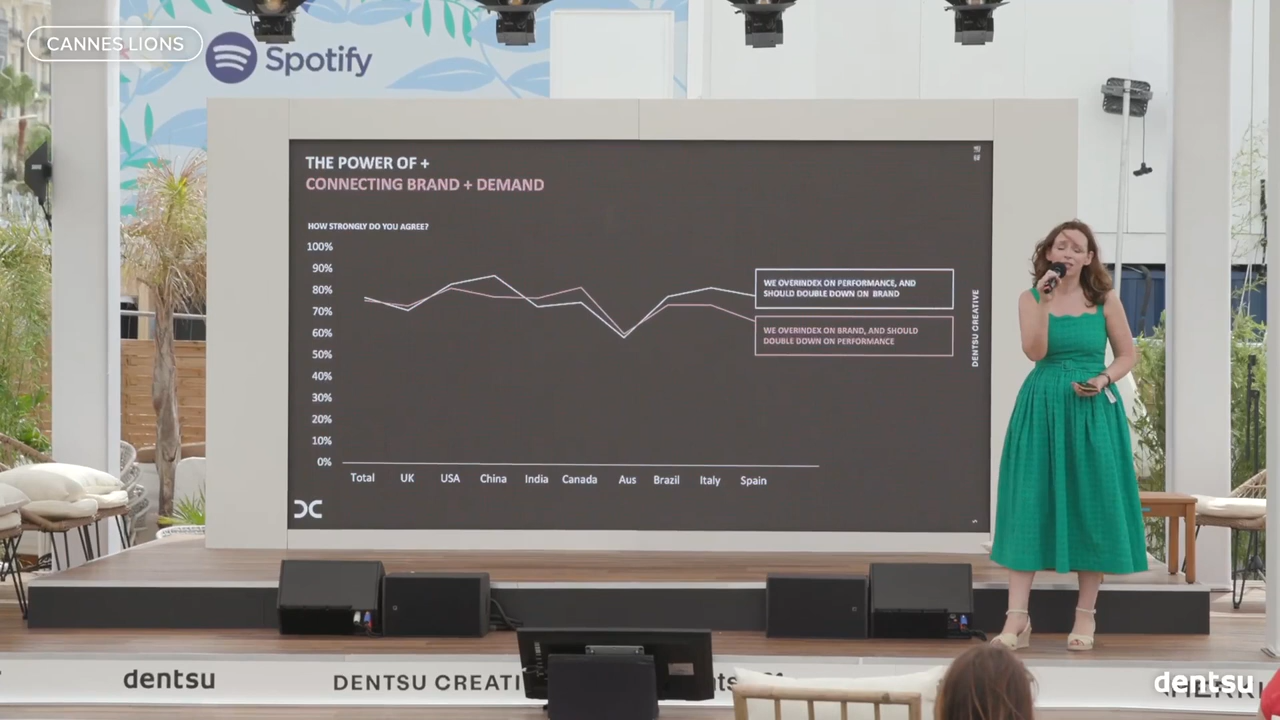 CANNES LIONS
Spotify
THE POWER OF +
CONNECTING BRAND + DEMAND
HOW STRONGLY DO YOU AGREE?
100%
90%
80%
70%
60%
50%
40%
30%
20%
10%
0%
Total UK USA China India Canada Aus Brazil Italy Spain
WE OVERINDEX ON PERFORMANCE, AND
SHOULD DOUBLE DOWN ON BRAND
WE OVERINDEX ON BRAND, AND SHOULD
DOUBLE DOWN ON PERFORMANCE
DENTSU CREATIVE
dentsu
DENTSU CREATI
dentsu